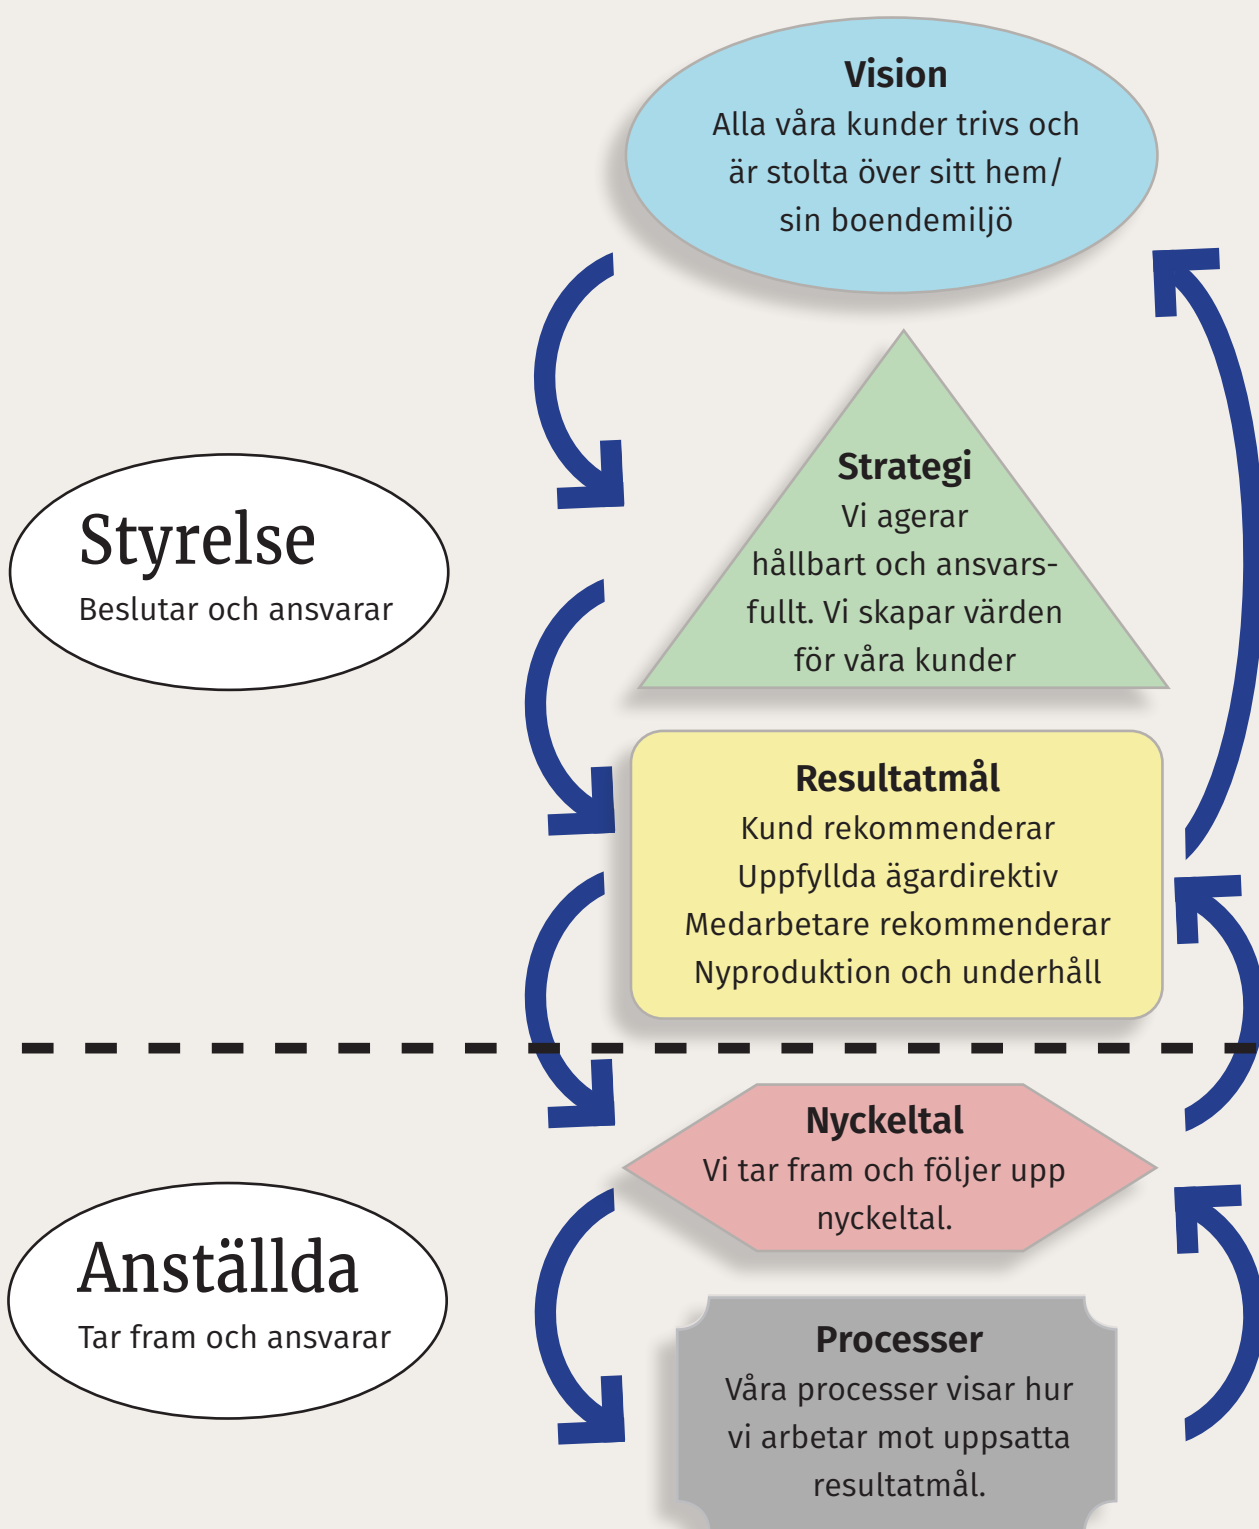 Vision
Alla våra kunder trivs och
är stolta över sitt hem/
sin boendemiljö
Strategi
Vi agerar
hållbart och ansvars-
fullt. Vi skapar värden
för våra kunder
Styrelse
Beslutar och ansvarar
Resultatmål
Kund rekommenderar
Uppfyllda ägardirektiv
Medarbetare rekommenderar
Nyproduktion och underhåll
Nyckeltal
Vi tar fram och följer upp
nyckeltal.
Anställda
Tar fram och ansvarar
Processer
Våra processer visar hur
vi arbetar mot uppsatta
resultatmål.